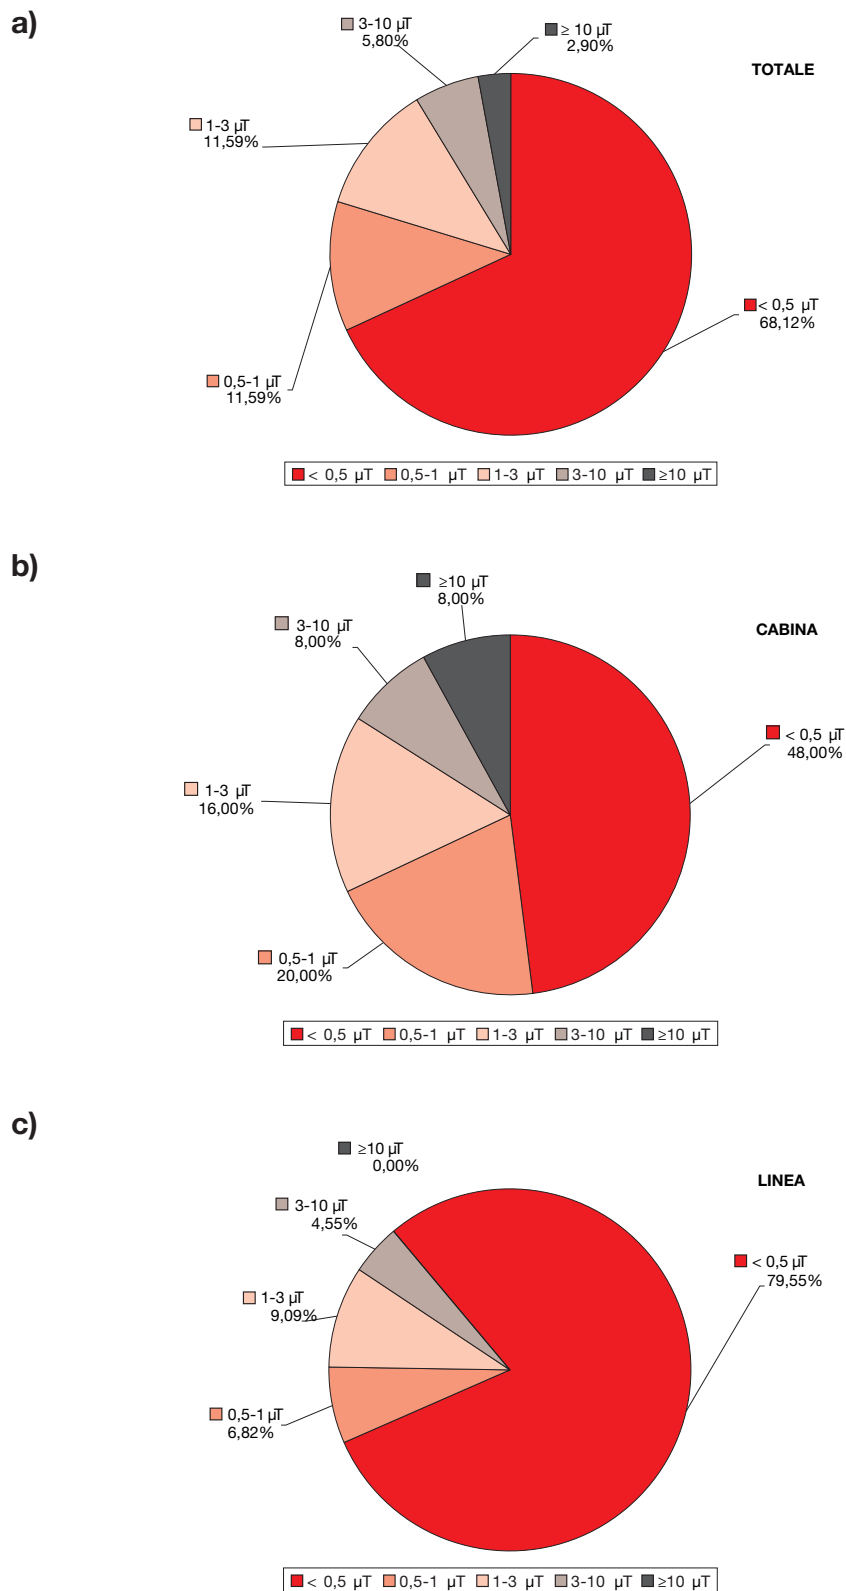 a)
3-10 µT
5,80%
≥ 10 µT
2,90%
TOTALE
1-3 µT
11,59%
< 0,5 µT
68,12%
0,5-1 µT
11,59%
< 0,5 µT 0,5-1 µT 1-3 µT 3-10 µT ≥10 µT
b)
≥10 µT
8,00%
3-10 µT
8,00%
CABINA
< 0,5 µT
48,00%
1-3 µT
16,00%
0,5-1 µT
20,00%
< 0,5 µT 0,5-1 µT 1-3 µT 3-10 µT ≥10 µT
c)
≥10 µT
0,00%
LINEA
3-10 µT
4,55%
< 0,5 µT
79,55%
1-3 µT
9,09%
0,5-1 µT
6,82%
< 0,5 µT 0,5-1 µT 1-3 µT 3-10 µT ≥10 µT